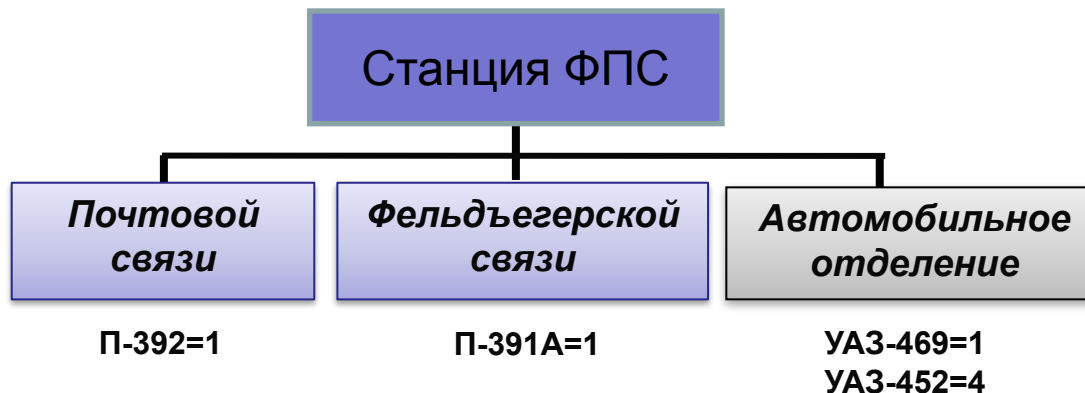 Станция ФПС
Почтовой
связи
Фельдъегерской
связи
Автомобильное
отделение
П-392=1
П-391А=1
УАЗ-469=1
УАЗ-452=4